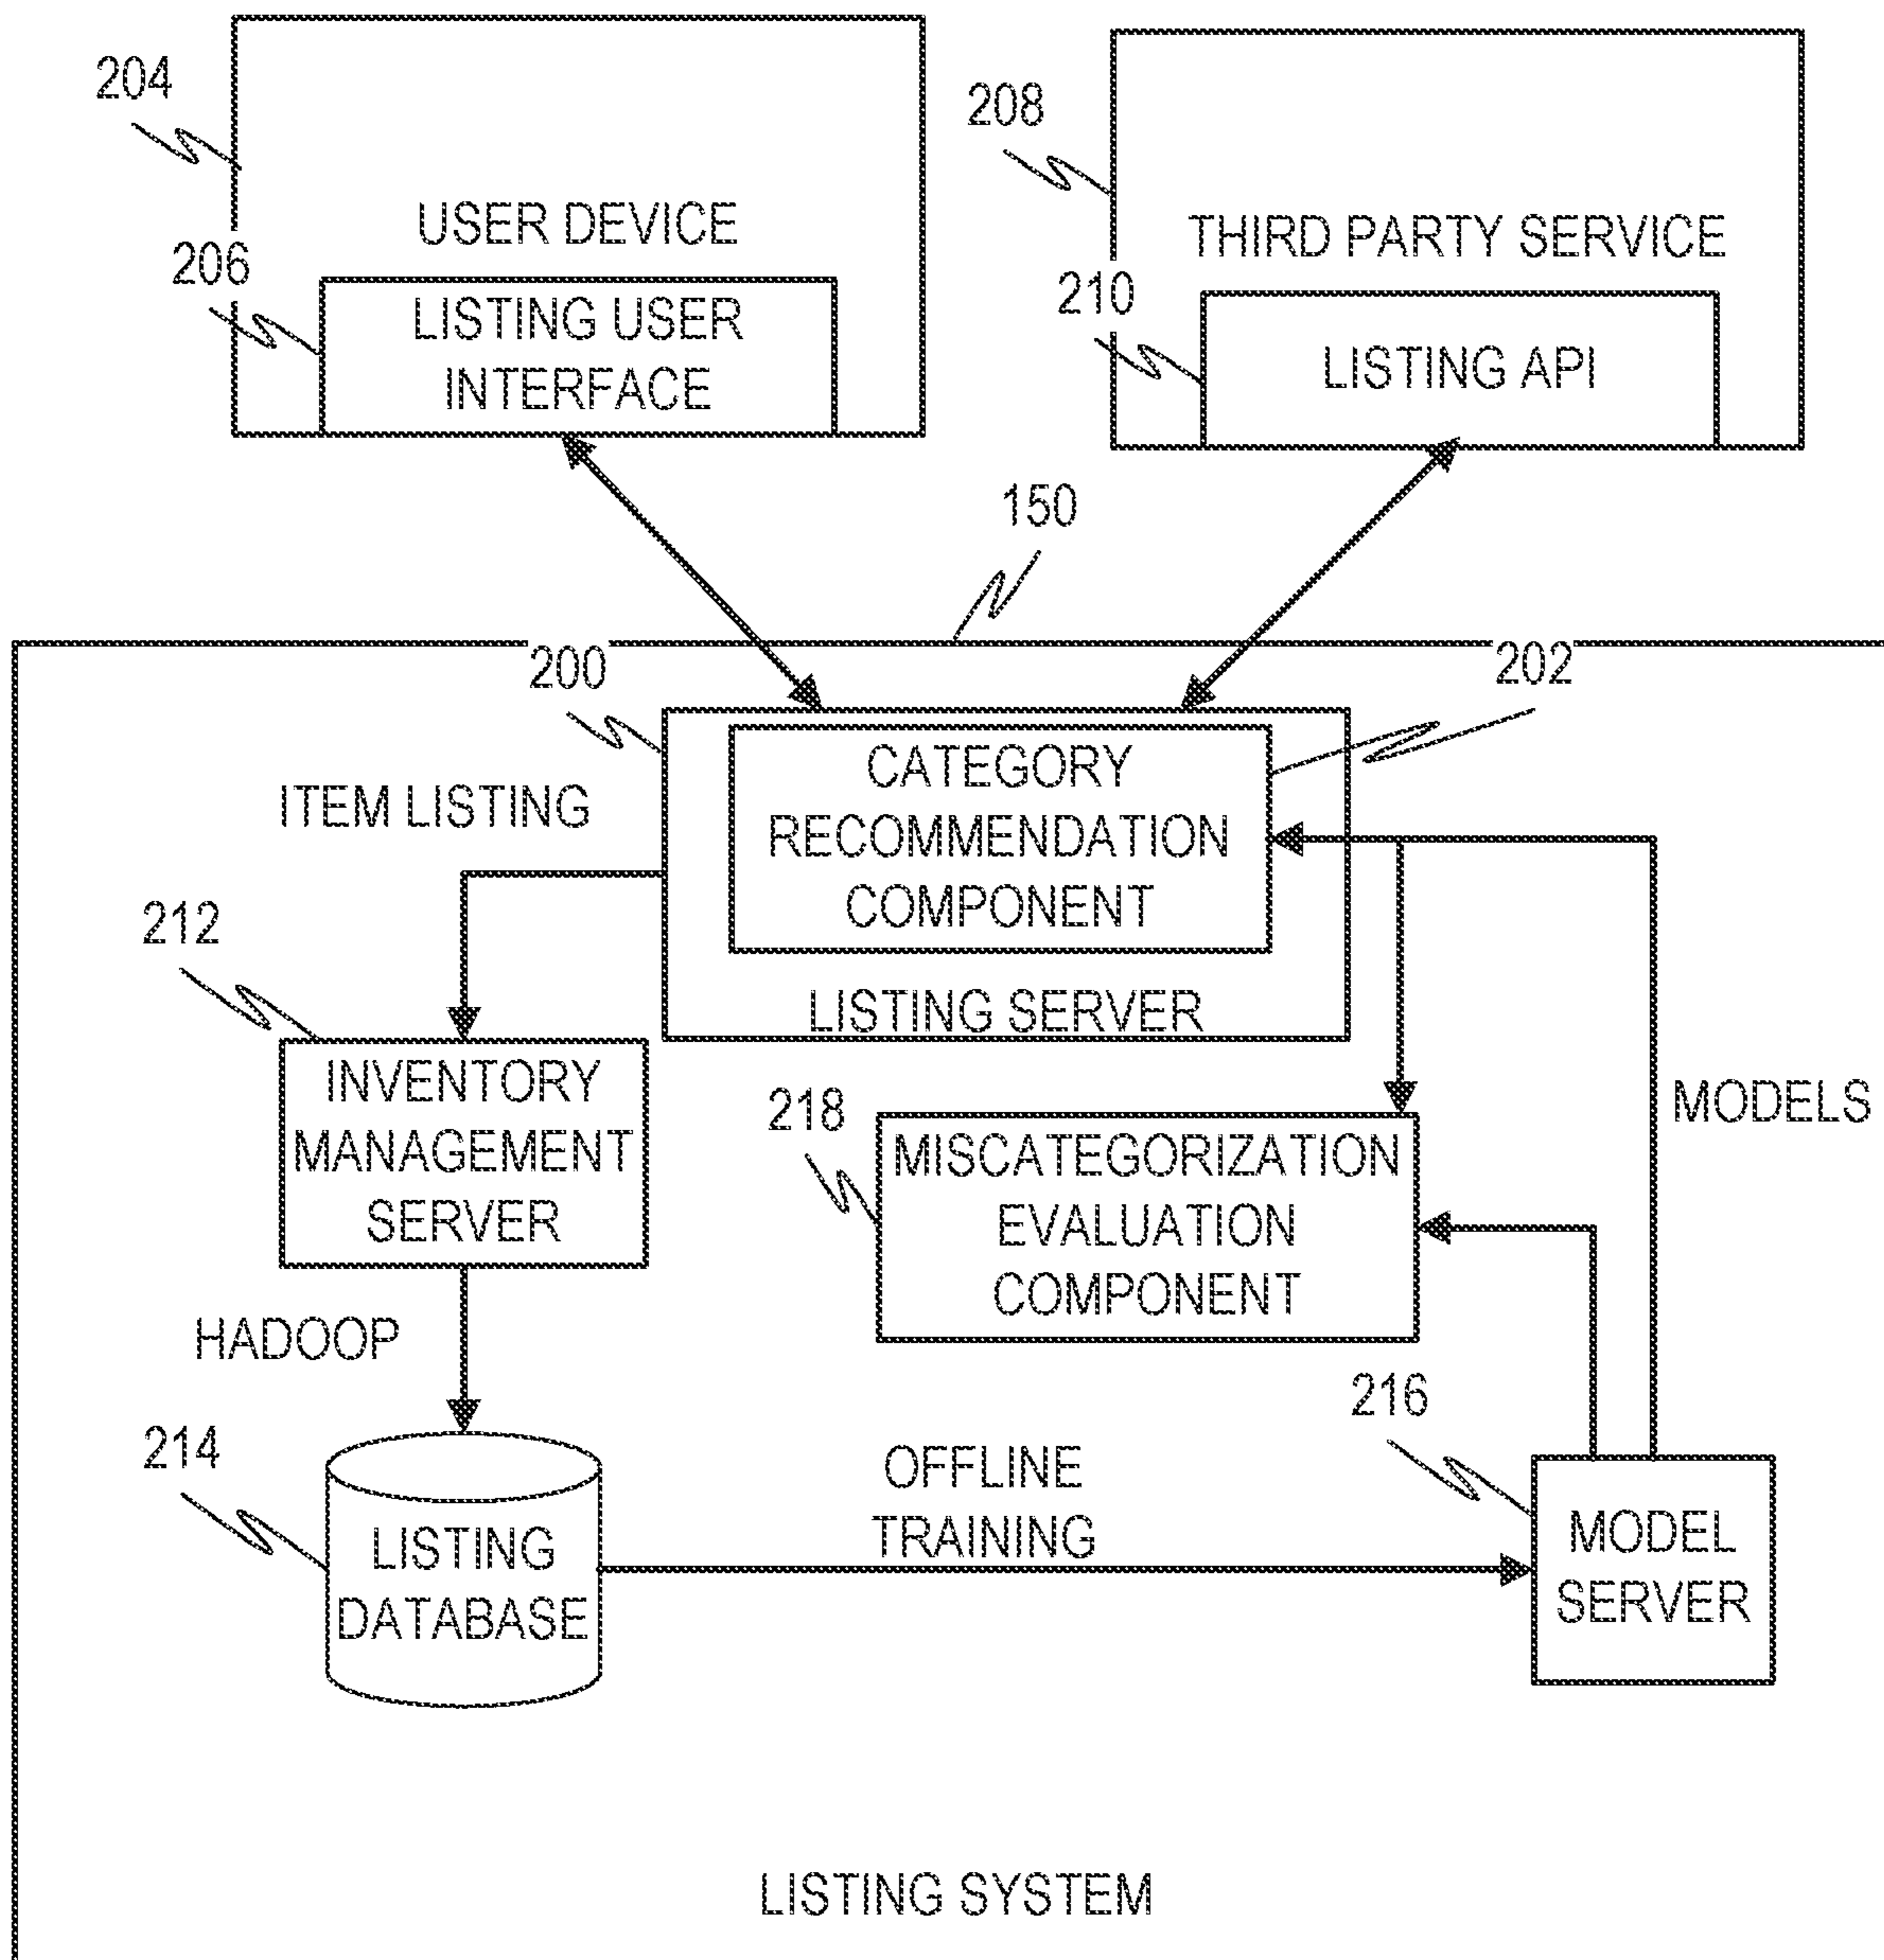 204
USER DEVICE
206
LISTING USER
INTERFACE
208
THIRD PARTY SERVICE
210
LISTING API
150
200
202
CATEGORY
RECOMMENDATION
COMPONENT
LISTING SERVER
ITEM LISTING
212
INVENTORY
MANAGEMENT
SERVER
218
MISCATEGORIZATION
EVALUATION
COMPONENT
MODELS
HADOOP
214
LISTING
DATABASE
OFFLINE
TRAINING
216
MODEL
SERVER
LISTING SYSTEM